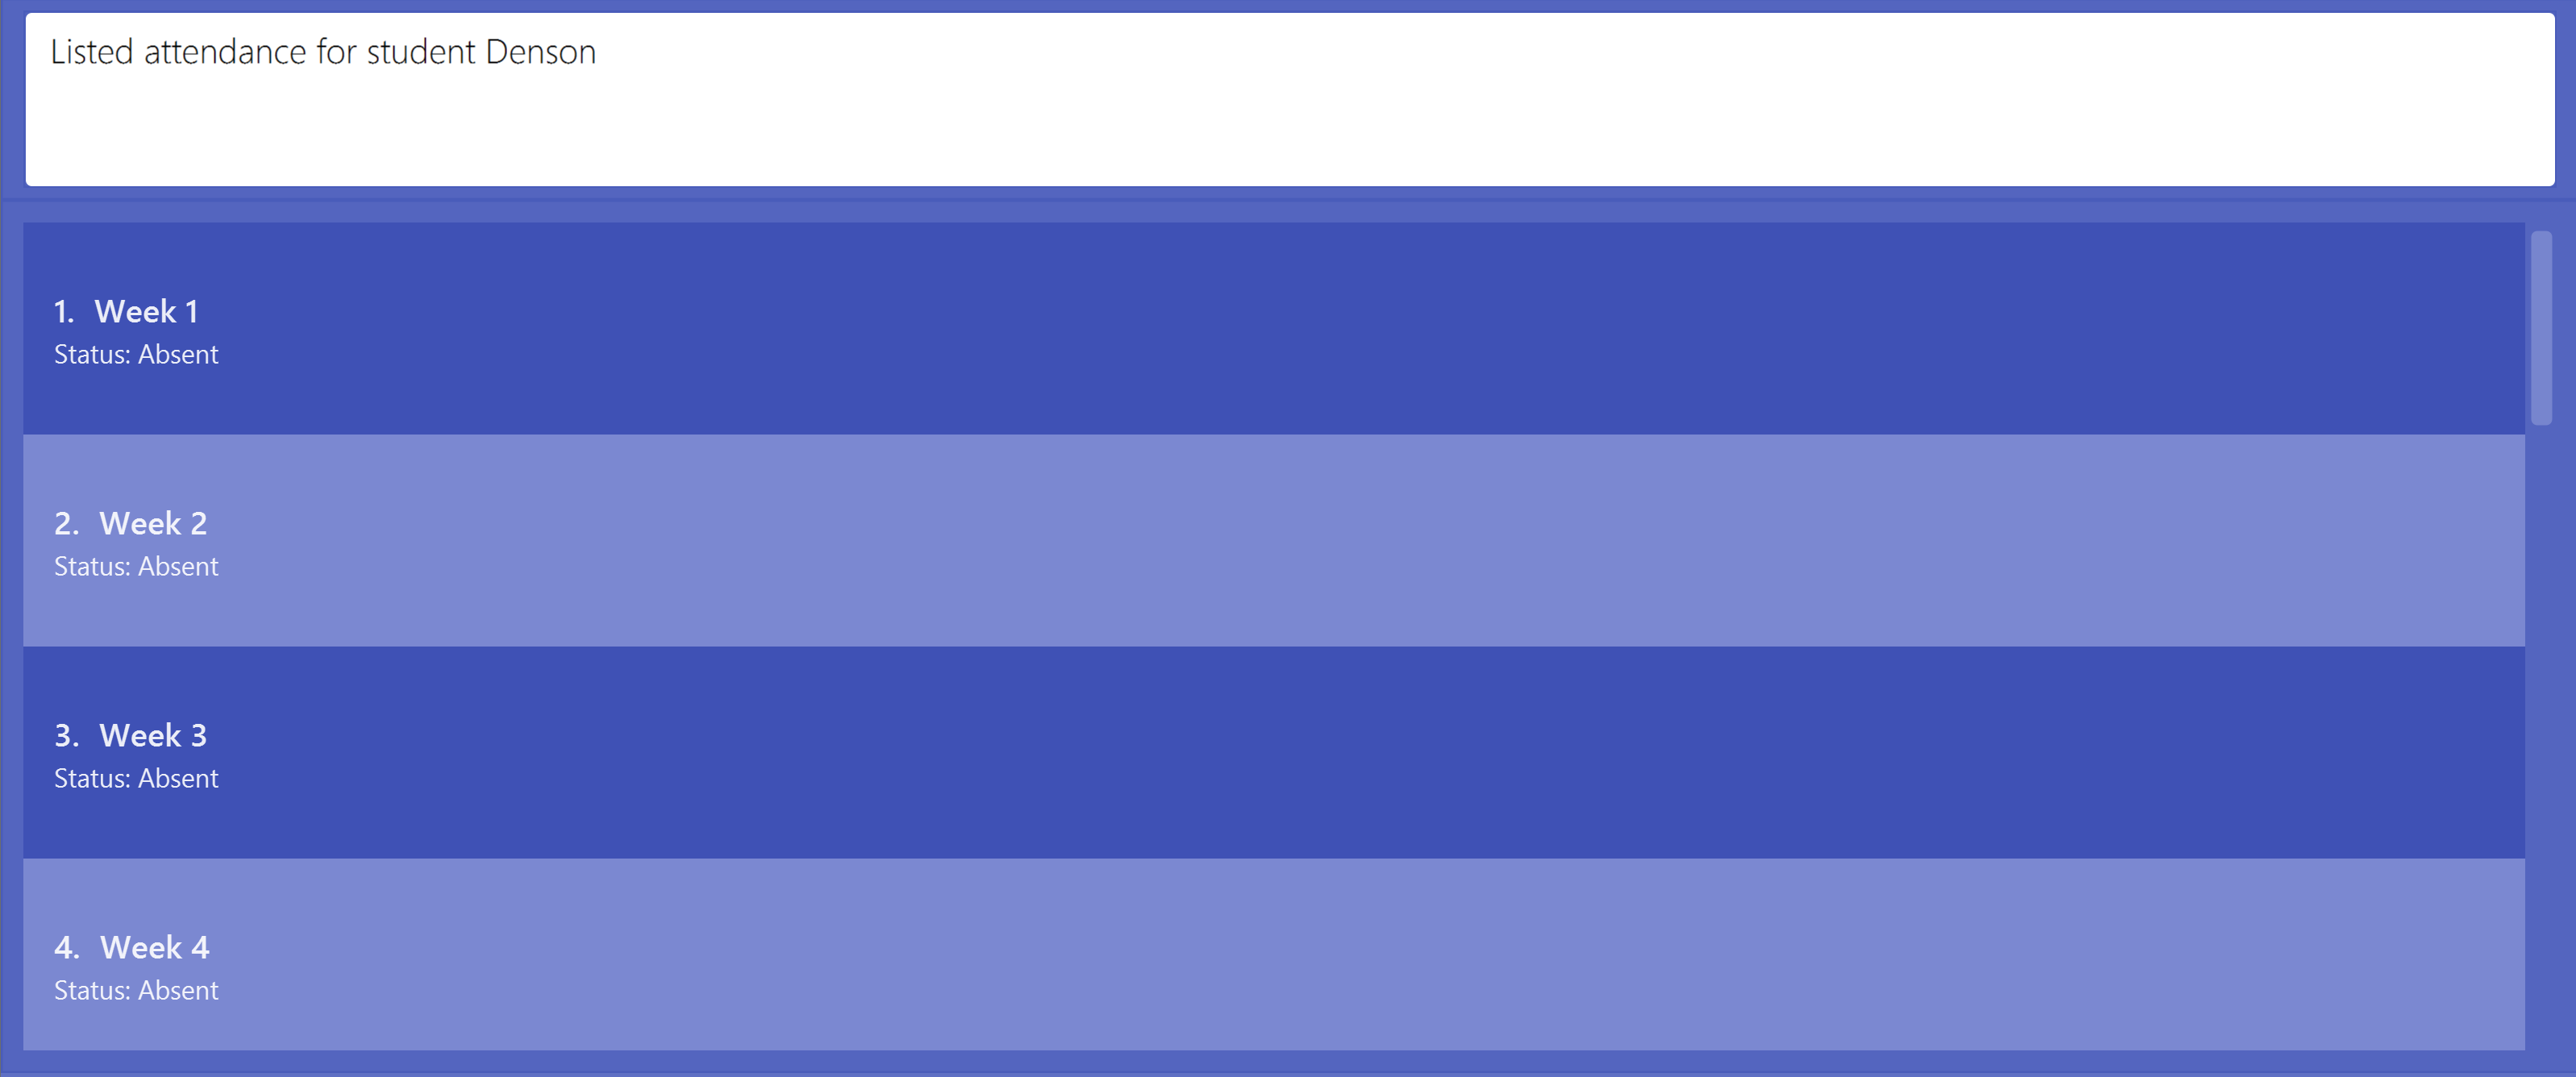 Listed attendance for student Denson
1. Week 1
Status: Absent
2. Week 2
Status: Absent
3. Week 3
Status: Absent
4. Week 4
Status: Absent